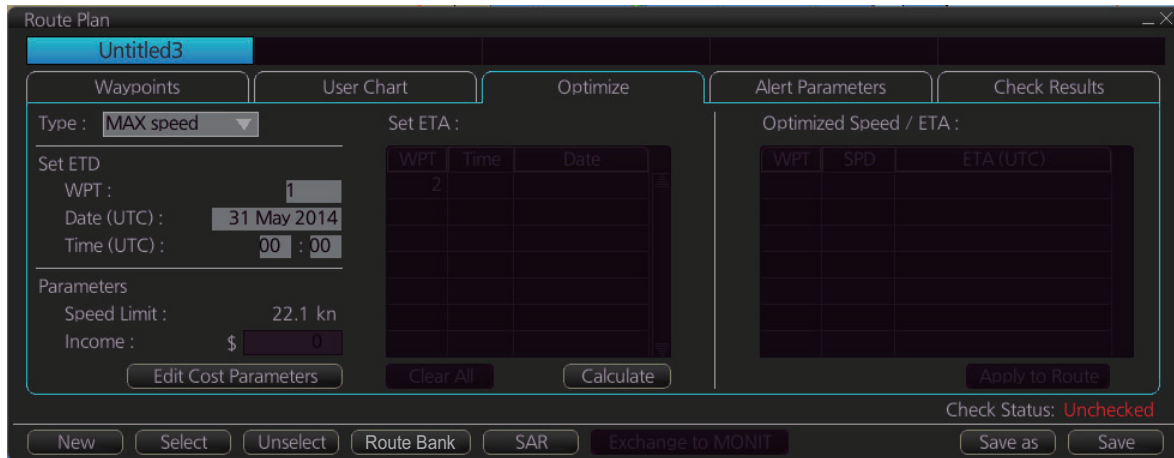 Route Plan
Untitled3
Waypoints User Chart Optimize Alert Parameters Check Results
Type : MAX speed Set ETA : Optimized Speed / ETA :
WPT Time Date WPT SPD ETA (UTC)
Set ETD
2
WPT : 1
Date (UTC) : 31 May 2014
Time (UTC) : 00 : 00
Parameters
Speed Limit : 22.1 kn
Income : $ 0
Edit Cost Parameters Clear All Calculate Apply to Route
Check Status: Unchecked
New Select Unselect Route Bank SAR Exchange to MONIT Save as Save